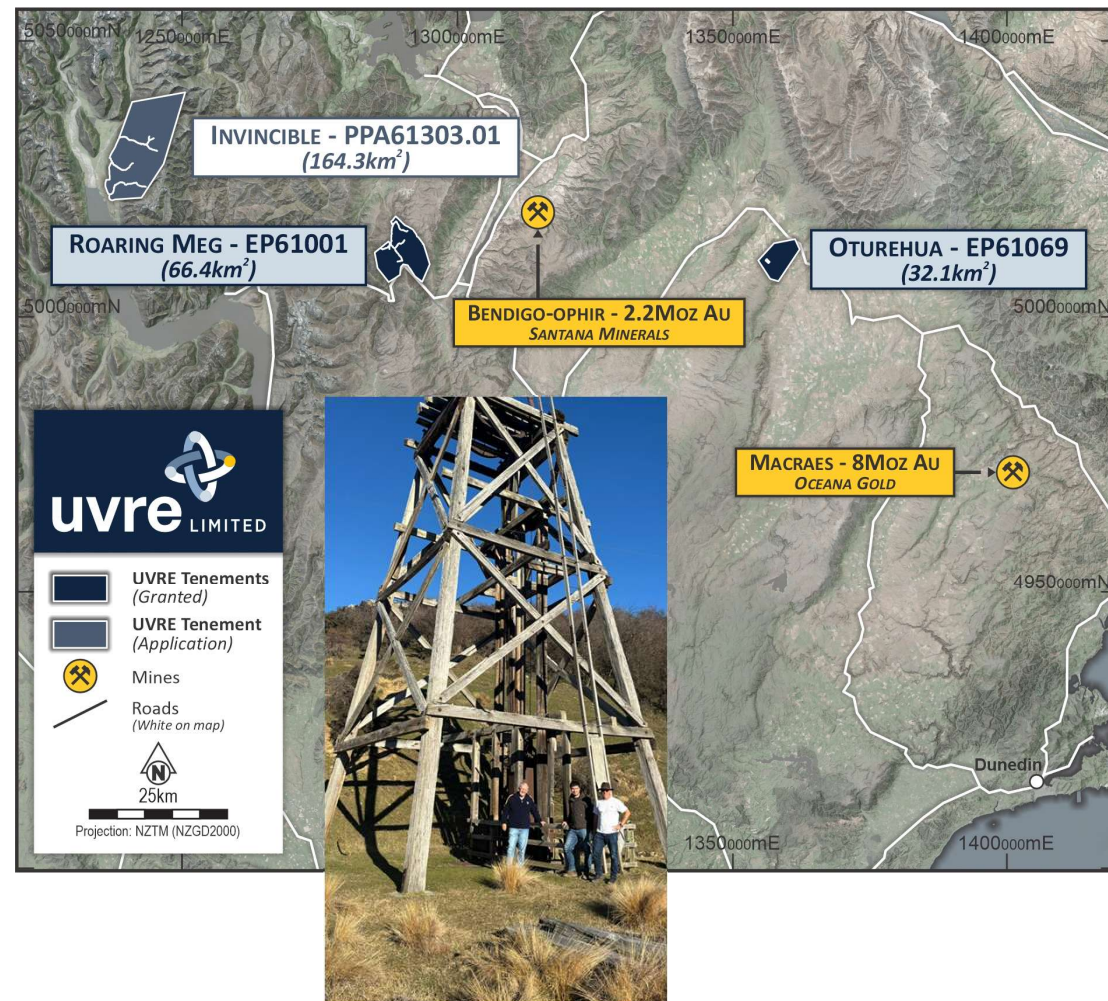 5050000mN
1250000mE
1300000mE
1350000mE
1400000mE
INVINCIBLE - PPA61303.01
(164.3km²)
ROARING MEG - EP61001
(66.4km²)
OTUREHUA - EP61069
(32.1km²)
BENDIGO-OPHIR - 2.2MOZ AU
SANTANA MINERALS
5000000mN
5000000mN
MACRAES - 8MOZ AU
OCEANA GOLD
uvre LIMITED
UVRE Tenements
(Granted)
UVRE Tenement
(Application)
Mines
Roads
(White on map)
N
25km
Projection: NZTM (NZGD2000)
4950000mN
Dunedin
1350000mE
1400000mE